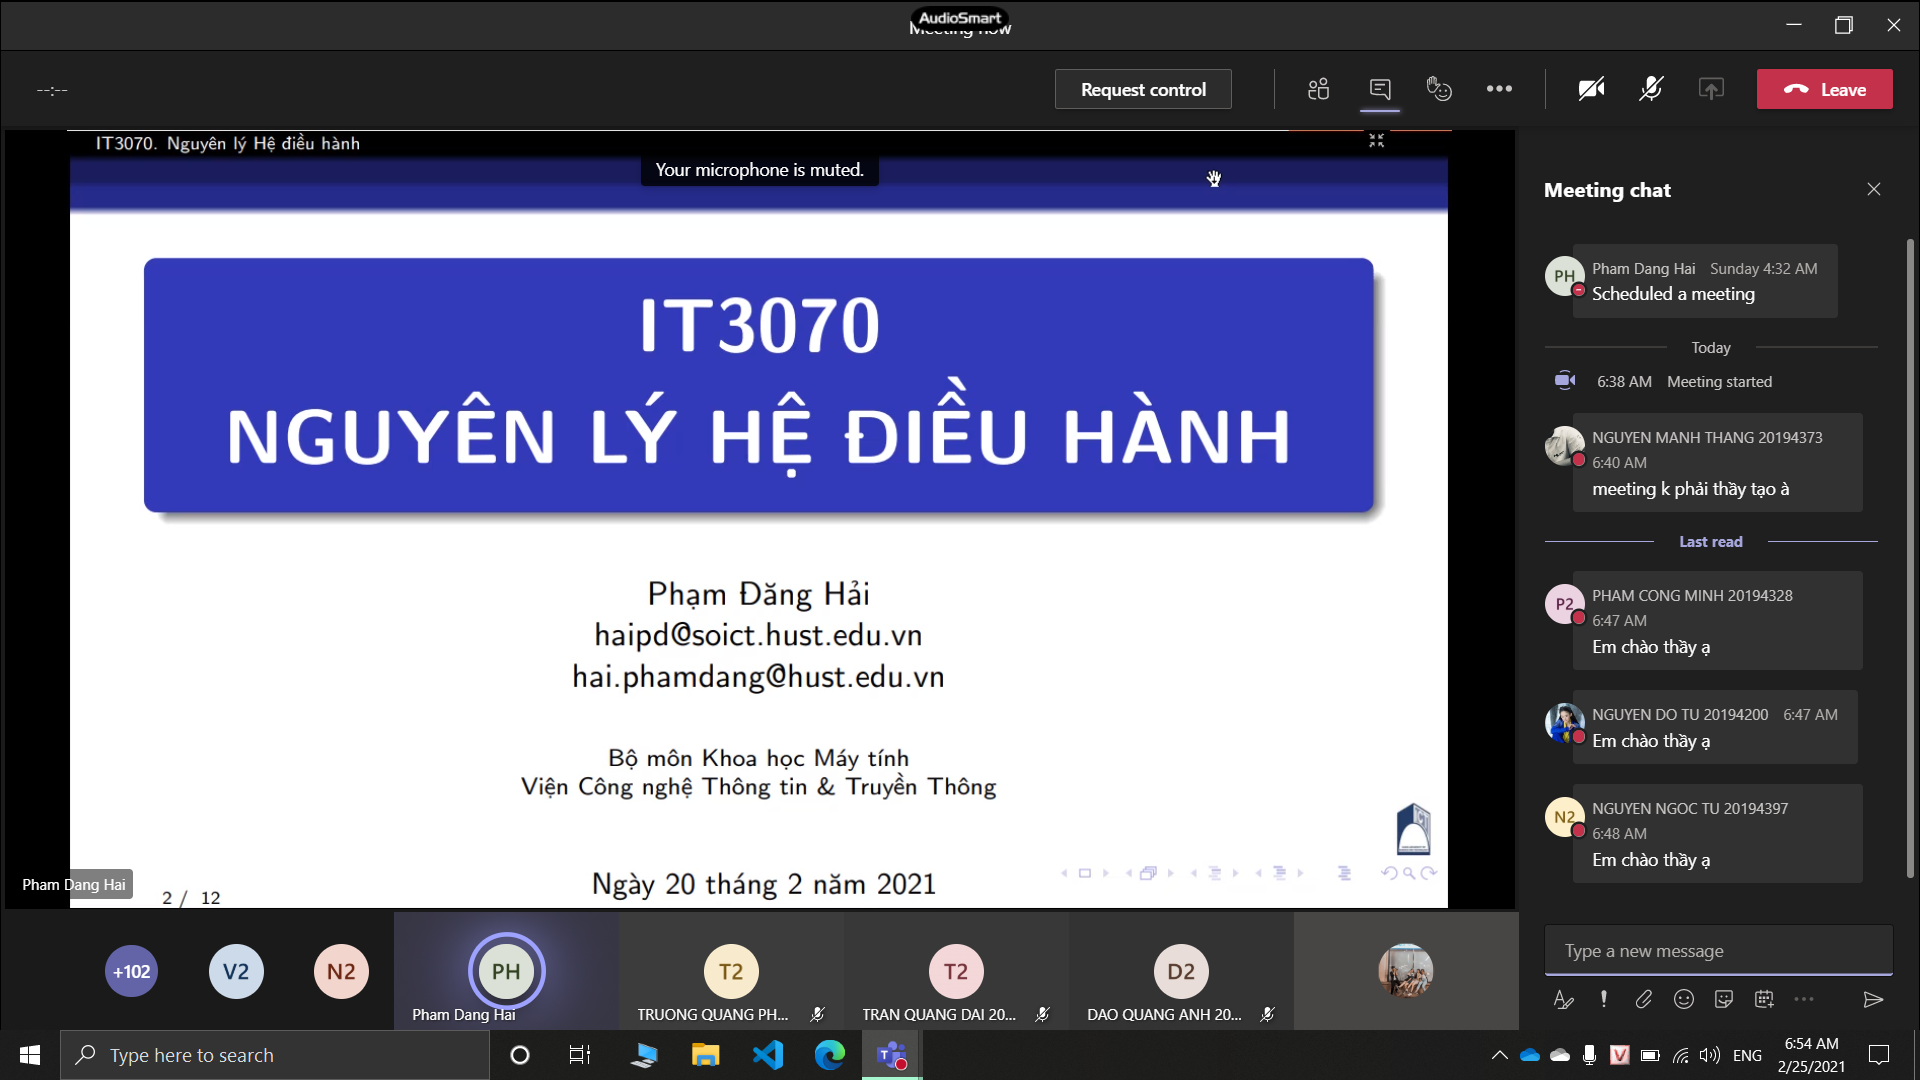 AudioSmart
Meeting now
--:--
Request control
Leave
IT3070. Nguyên lý Hệ điều hành
Your microphone is muted.
IT3070
NGUYÊN LÝ HỆ ĐIỀU HÀNH
Phạm Đăng Hải
haipd@soict.hust.edu.vn
hai.phamdang@hust.edu.vn
Bộ môn Khoa học Máy tính
Viện Công nghệ Thông tin & Truyền Thông
Ngày 20 tháng 2 năm 2021
2 / 12
Pham Dang Hai
Meeting chat
PH
Pham Dang Hai Sunday 4:32 AM
Scheduled a meeting
Today
6:38 AM Meeting started
NGUYEN MANH THANG 20194373
6:40 AM
meeting k phải thầy tạo à
Last read
P2
PHAM CONG MINH 20194328
6:47 AM
Em chào thầy ạ
NGUYEN DO TU 20194200 6:47 AM
Em chào thầy ạ
N2
NGUYEN NGOC TU 20194397
6:48 AM
Em chào thầy ạ
Type a new message
+102
V2
N2
PH
Pham Dang Hai
T2
TRUONG QUANG PH...
T2
TRAN QUANG DAI 20...
D2
DAO QUANG ANH 20...
Type here to search
ENG
6:54 AM
2/25/2021